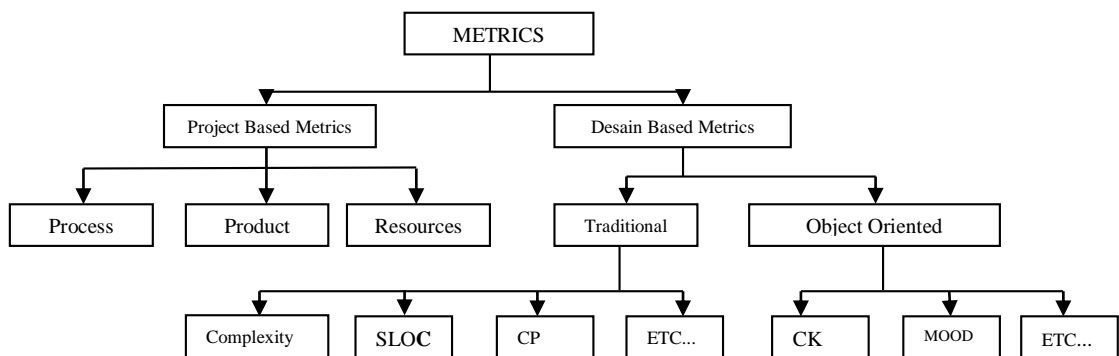 METRICS
Project Based Metrics
Desain Based Metrics
Process
Product
Resources
Traditional
Object Oriented
Complexity
SLOC
CP
ETC...
CK
MOOD
ETC...